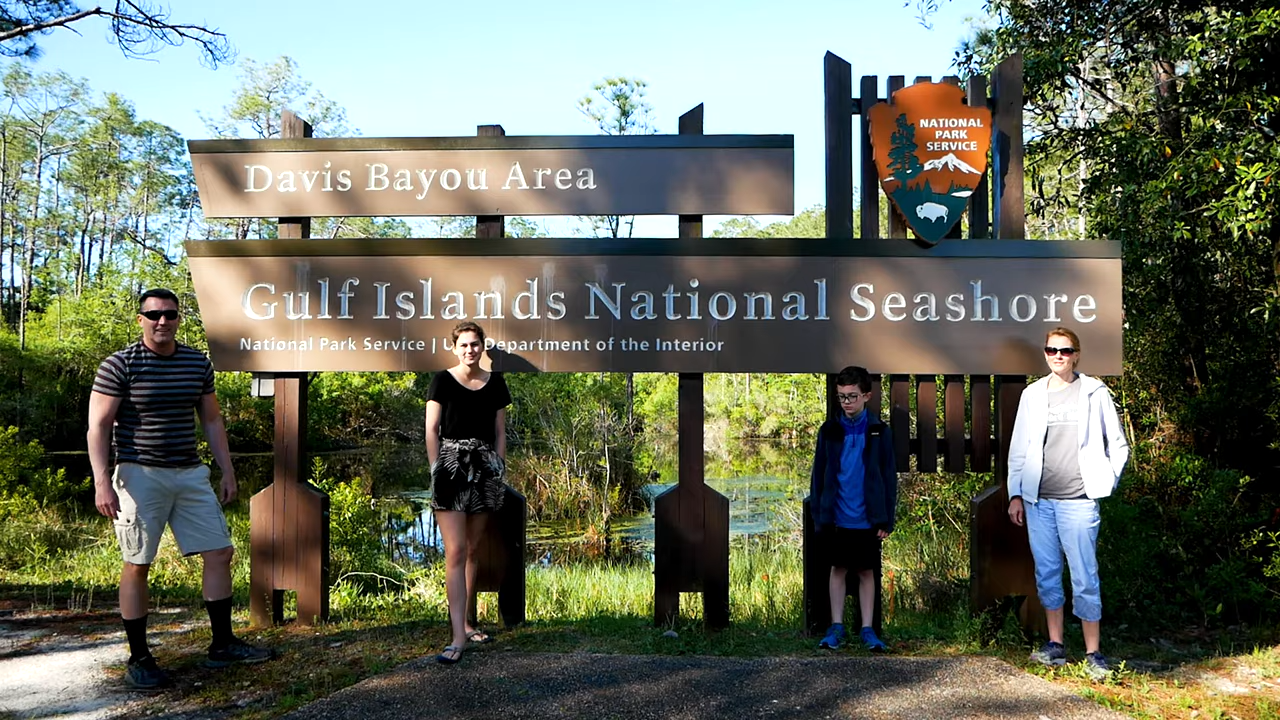 Davis Bayou Area
NATIONAL
PARK
SERVICE
Gulf Islands National Seashore
National Park Service | Department of the Interior